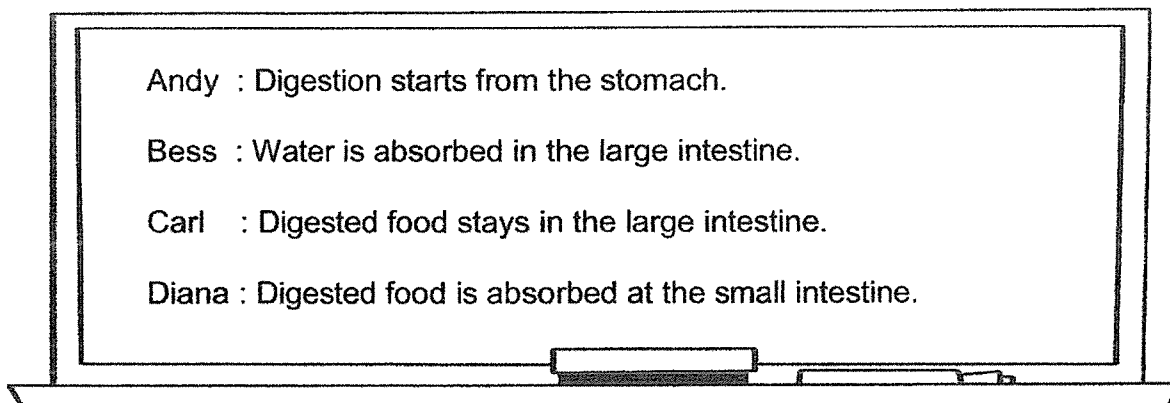 Andy : Digestion starts from the stomach.
Bess : Water is absorbed in the large intestine.
Carl : Digested food stays in the large intestine.
Diana : Digested food is absorbed at the small intestine.